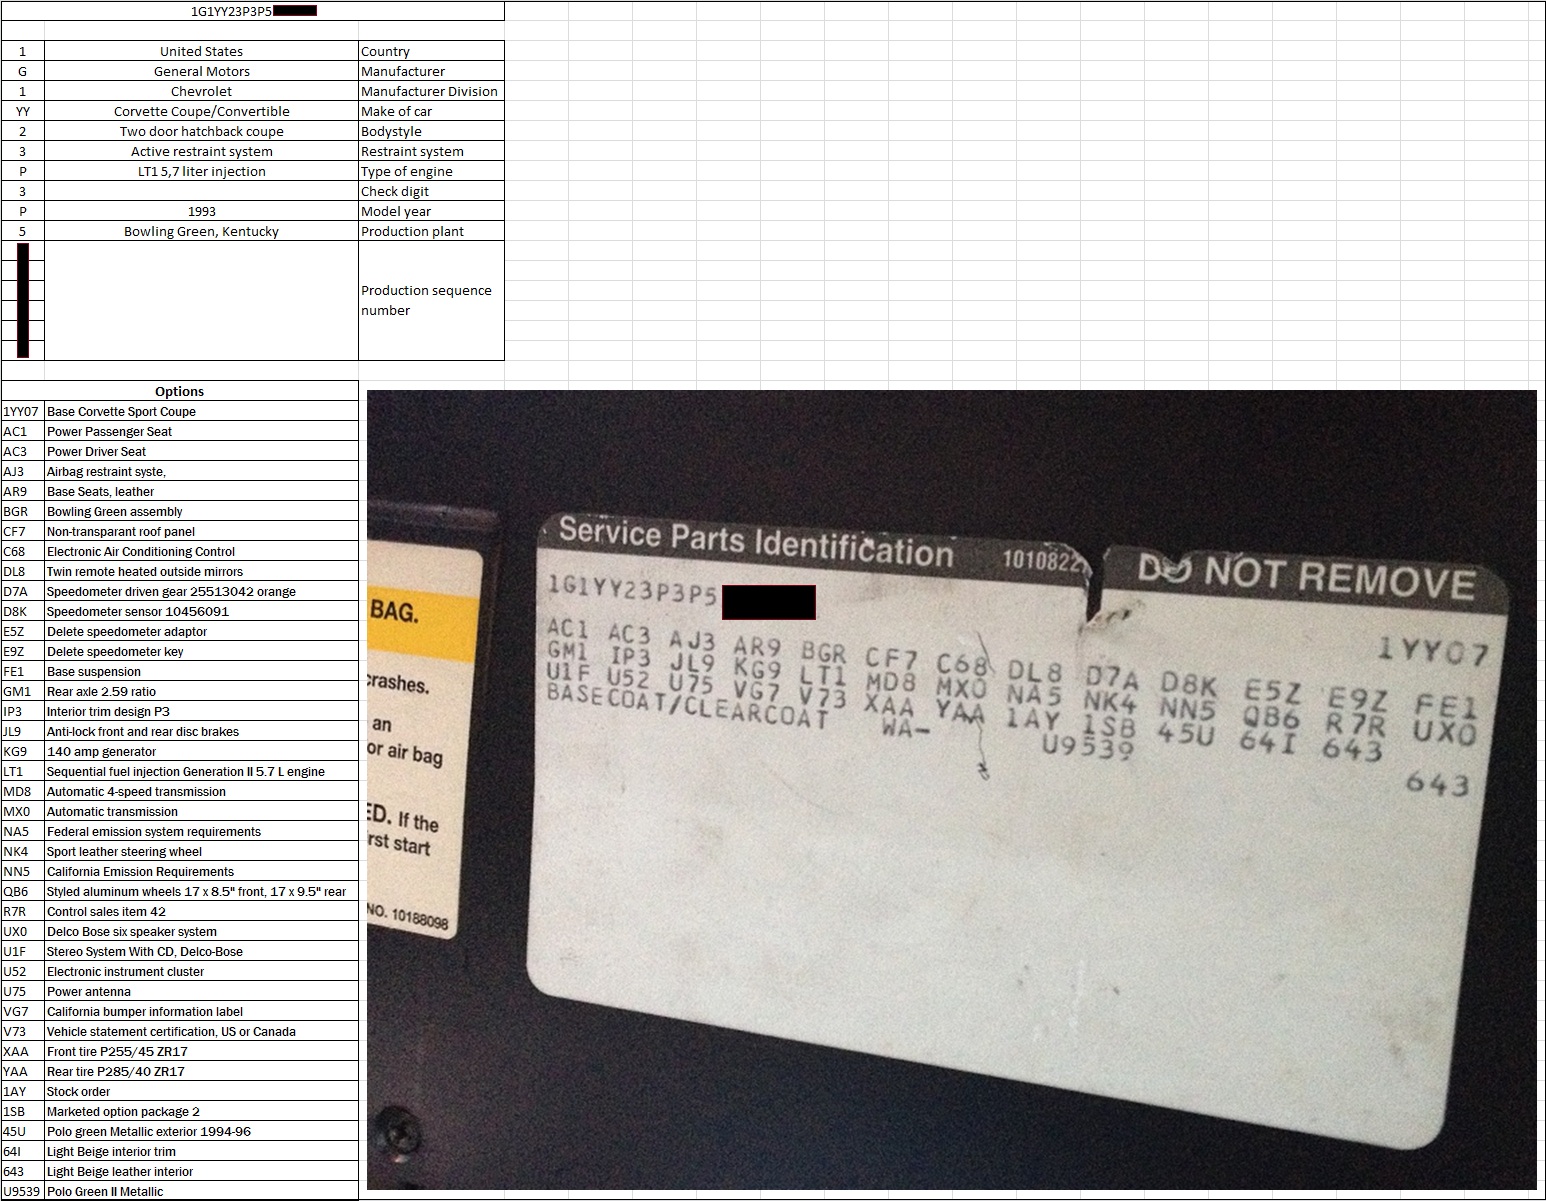 1G1YY23P3P5
1 United States Country
G General Motors Manufacturer
1 Chevrolet Manufacturer Division
YY Corvette Coupe/Convertible Make of car
2 Two door hatchback coupe Bodystyle
3 Active restraint system Restraint system
P LT1 5,7 liter injection Type of engine
3 Check digit
P 1993 Model year
5 Bowling Green, Kentucky Production plant
Production sequence
number
Options
1YY07 Base Corvette Sport Coupe
AC1 Power Passenger Seat
AC3 Power Driver Seat
AJ3 Airbag restraint syste,
AR9 Base Seats, leather
BGR Bowling Green assembly
CF7 Non-transparant roof panel
C68 Electronic Air Conditioning Control
DL8 Twin remote heated outside mirrors
D7A Speedometer driven gear 25513042 orange
D8K Speedometer sensor 10456091
E5Z Delete speedometer adaptor
E9Z Delete speedometer key
FE1 Base suspension
GM1 Rear axle 2.59 ratio
IP3 Interior trim design P3
JL9 Anti-lock front and rear disc brakes
KG9 140 amp generator
LT1 Sequential fuel injection Generation II 5.7 L engine
MD8 Automatic 4-speed transmission
MX0 Automatic transmission
NA5 Federal emission system requirements
NK4 Sport leather steering wheel
NN5 California Emission Requirements
QB6 Styled aluminum wheels 17 x 8.5" front, 17 x 9.5" rear
R7R Control sales item 42
UX0 Delco Bose six speaker system
U1F Stereo System With CD, Delco-Bose
U52 Electronic instrument cluster
U75 Power antenna
VG7 California bumper information label
V73 Vehicle statement certification, US or Canada
XAA Front tire P255/45 ZR17
YAA Rear tire P285/40 ZR17
1AY Stock order
1SB Marketed option package 2
45U Polo green Metallic exterior 1994-96
64I Light Beige interior trim
643 Light Beige leather interior
U9539 Polo Green II Metallic
BAG.
crashes.
an
or air bag
ED. If the
rst start
NO. 10188098
Service Parts Identification 1010822 DO NOT REMOVE
1G1YY23P3P5
1YY07
AC1 AC3 AJ3 AR9 BGR CF7 C68 DL8 D7A D8K E5Z E9Z FE1
GM1 IP3 JL9 KG9 LT1 MD8 MX0 NA5 NK4 NN5 QB6 R7R UX0
U1F U52 U75 VG7 V73 XAA YAA 1AY 1SB 45U 64I 643
BASECOAT/CLEARCOAT WA- U9539
643